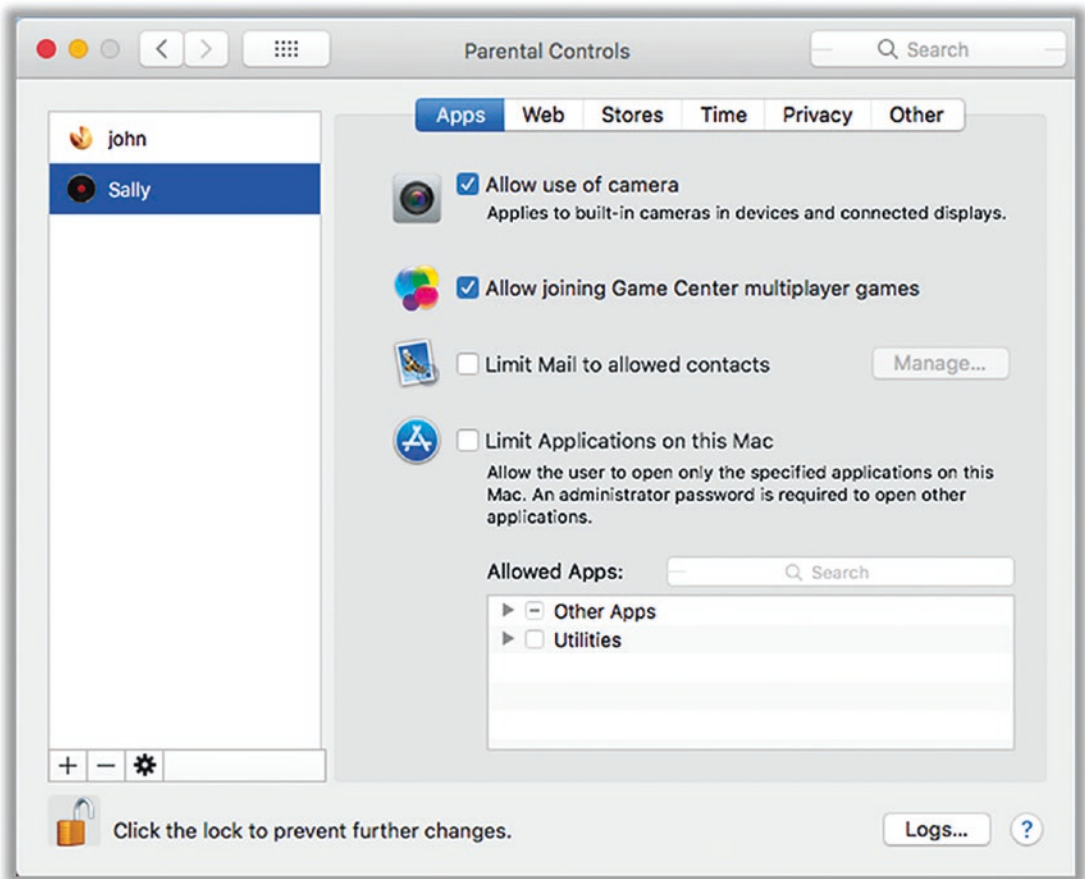 Parental Controls
Search
john
Sally
Apps Web Stores Time Privacy Other
Allow use of camera
Applies to built-in cameras in devices and connected displays.
Allow joining Game Center multiplayer games
Limit Mail to allowed contacts Manage...
Limit Applications on this Mac
Allow the user to open only the specified applications on this
Mac. An administrator password is required to open other
applications.
Allowed Apps: Search
Other Apps
Utilities
Click the lock to prevent further changes.
Logs... ?